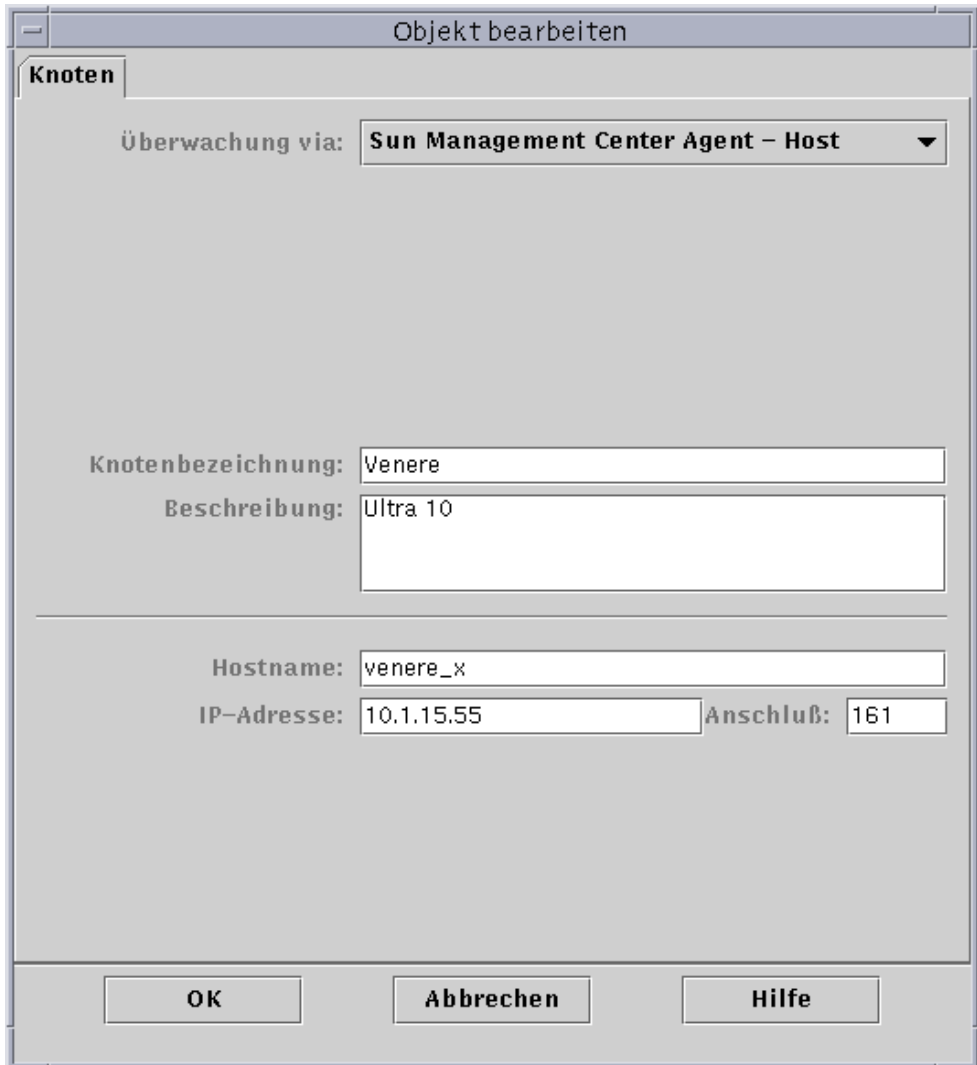 Objekt bearbeiten
Knoten
Überwachung via: Sun Management Center Agent – Host
Knotenbezeichnung: Venere
Beschreibung: Ultra 10
Hostname: venere_x
IP–Adresse: 10.1.15.55 Anschluß: 161
OK Abbrechen Hilfe